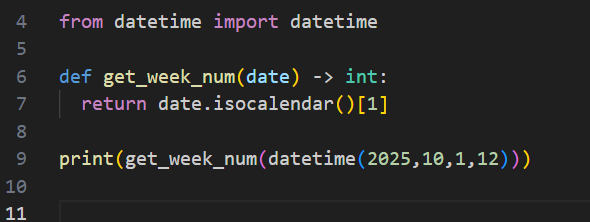 4 from datetime import datetime
5
6 def get_week_num(date) -> int:
7   return date.isocalendar()[1]
8
9 print(get_week_num(datetime(2025,10,1,12)))
10
11